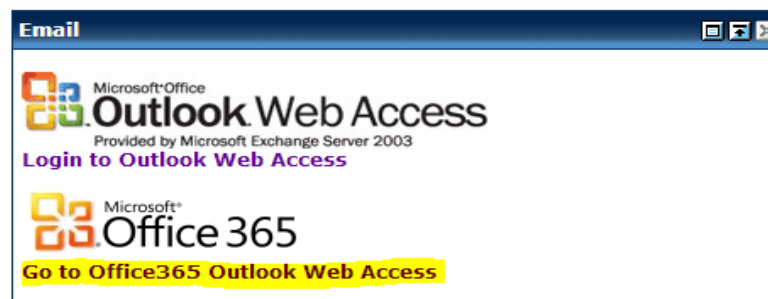 Email
Microsoft Office
Outlook Web Access
Provided by Microsoft Exchange Server 2003
Login to Outlook Web Access
Microsoft
Office 365
Go to Office365 Outlook Web Access